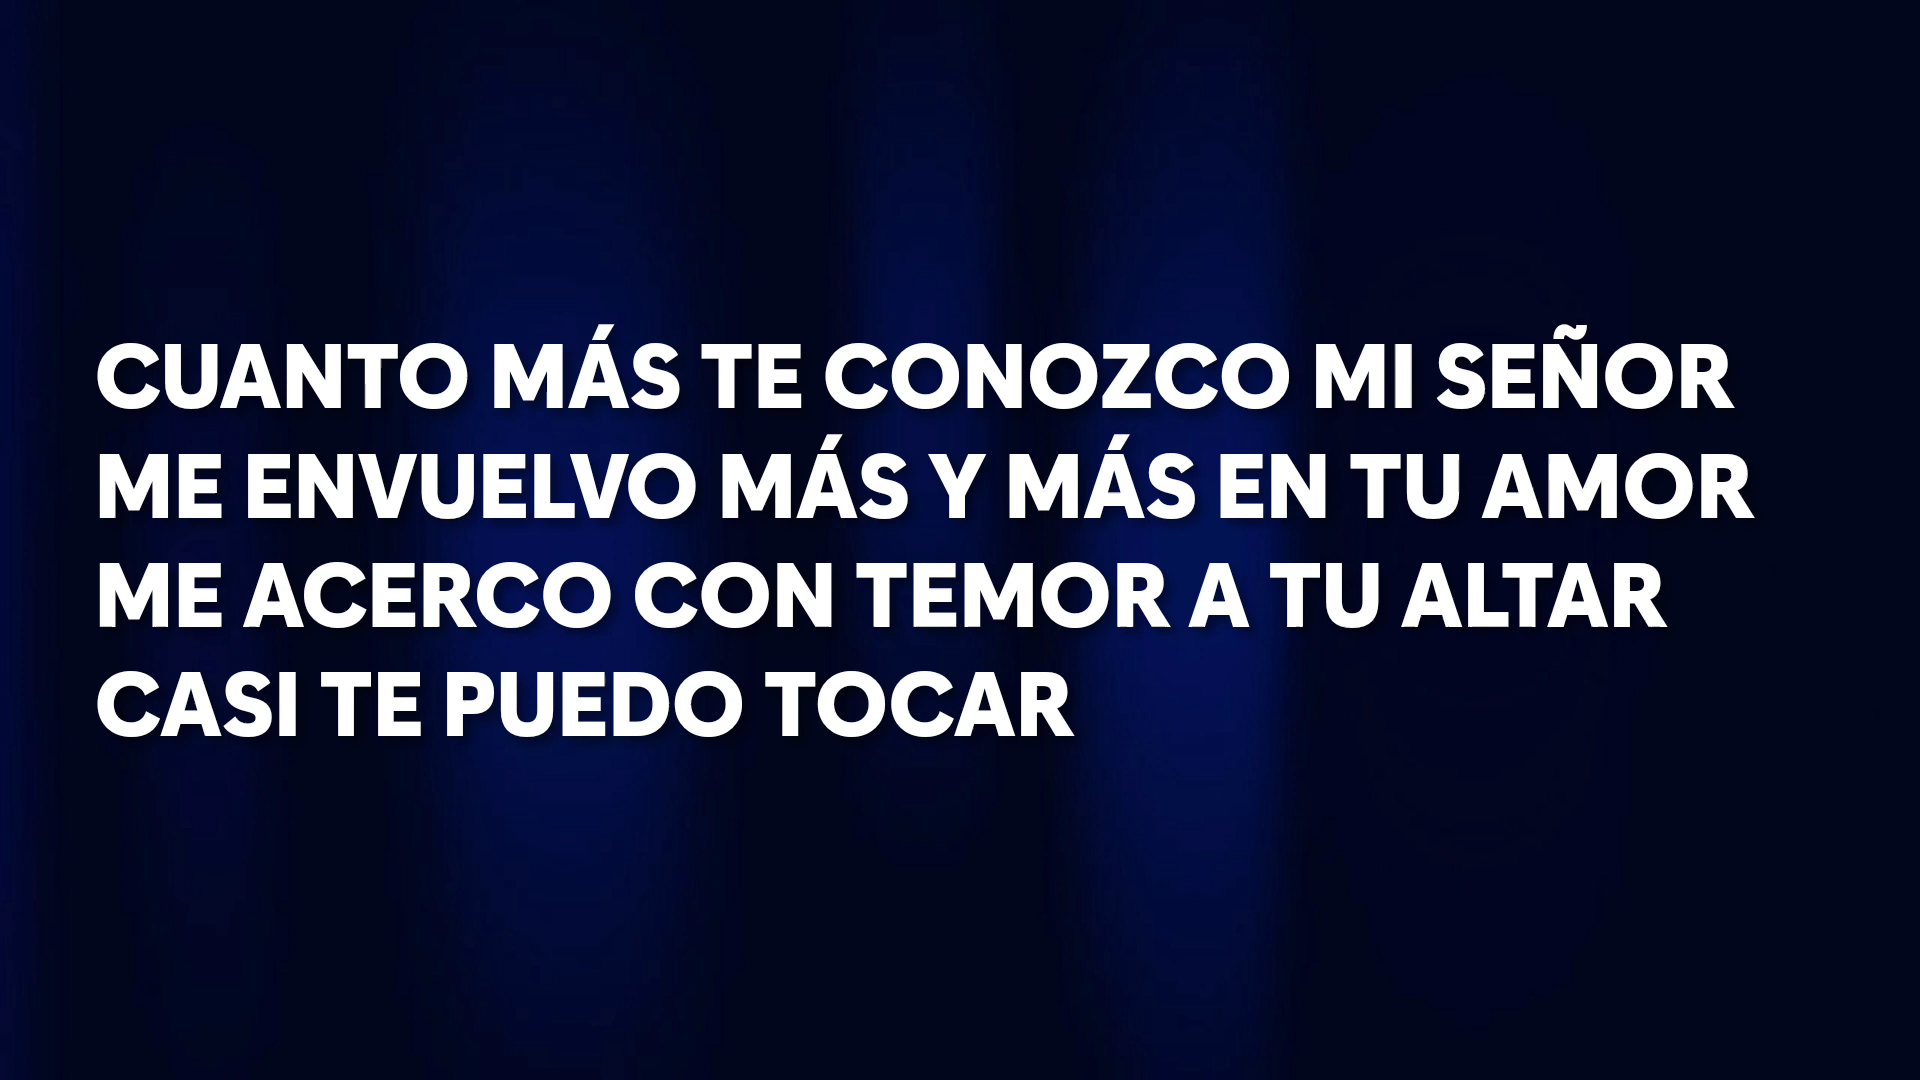 CUANTO MÁS TE CONOZCO MI SEÑOR
ME ENVUELVO MÁS Y MÁS EN TU AMOR
ME ACERCO CON TEMOR A TU ALTAR
CASI TE PUEDO TOCAR